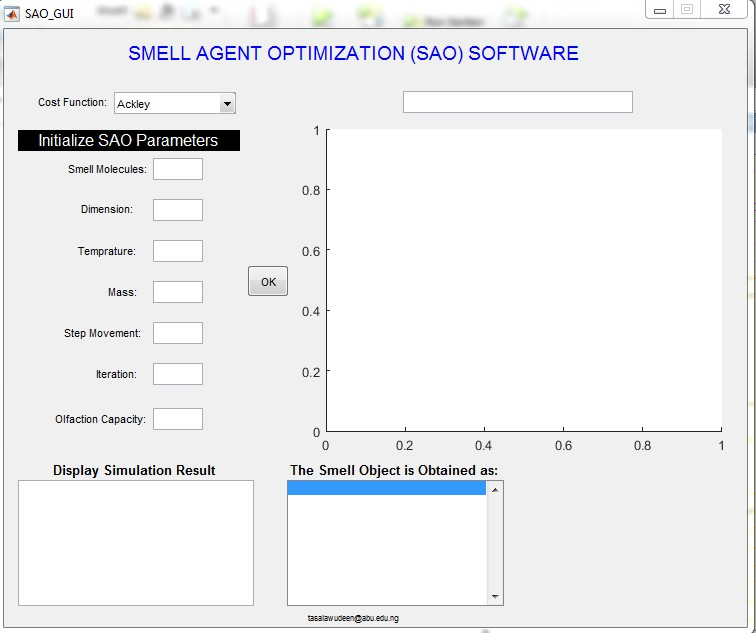 SAO_GUI
SMELL AGENT OPTIMIZATION (SAO) SOFTWARE
Cost Function: Ackley
Initialize SAO Parameters
Smell Molecules:
Dimension:
Temprature:
Mass:
OK
Step Movement:
Iteration:
Olfaction Capacity:
1
0.8
0.6
0.4
0.2
0
0 0.2 0.4 0.6 0.8 1
Display Simulation Result
The Smell Object is Obtained as:
tasalawudeen@abu.edu.ng